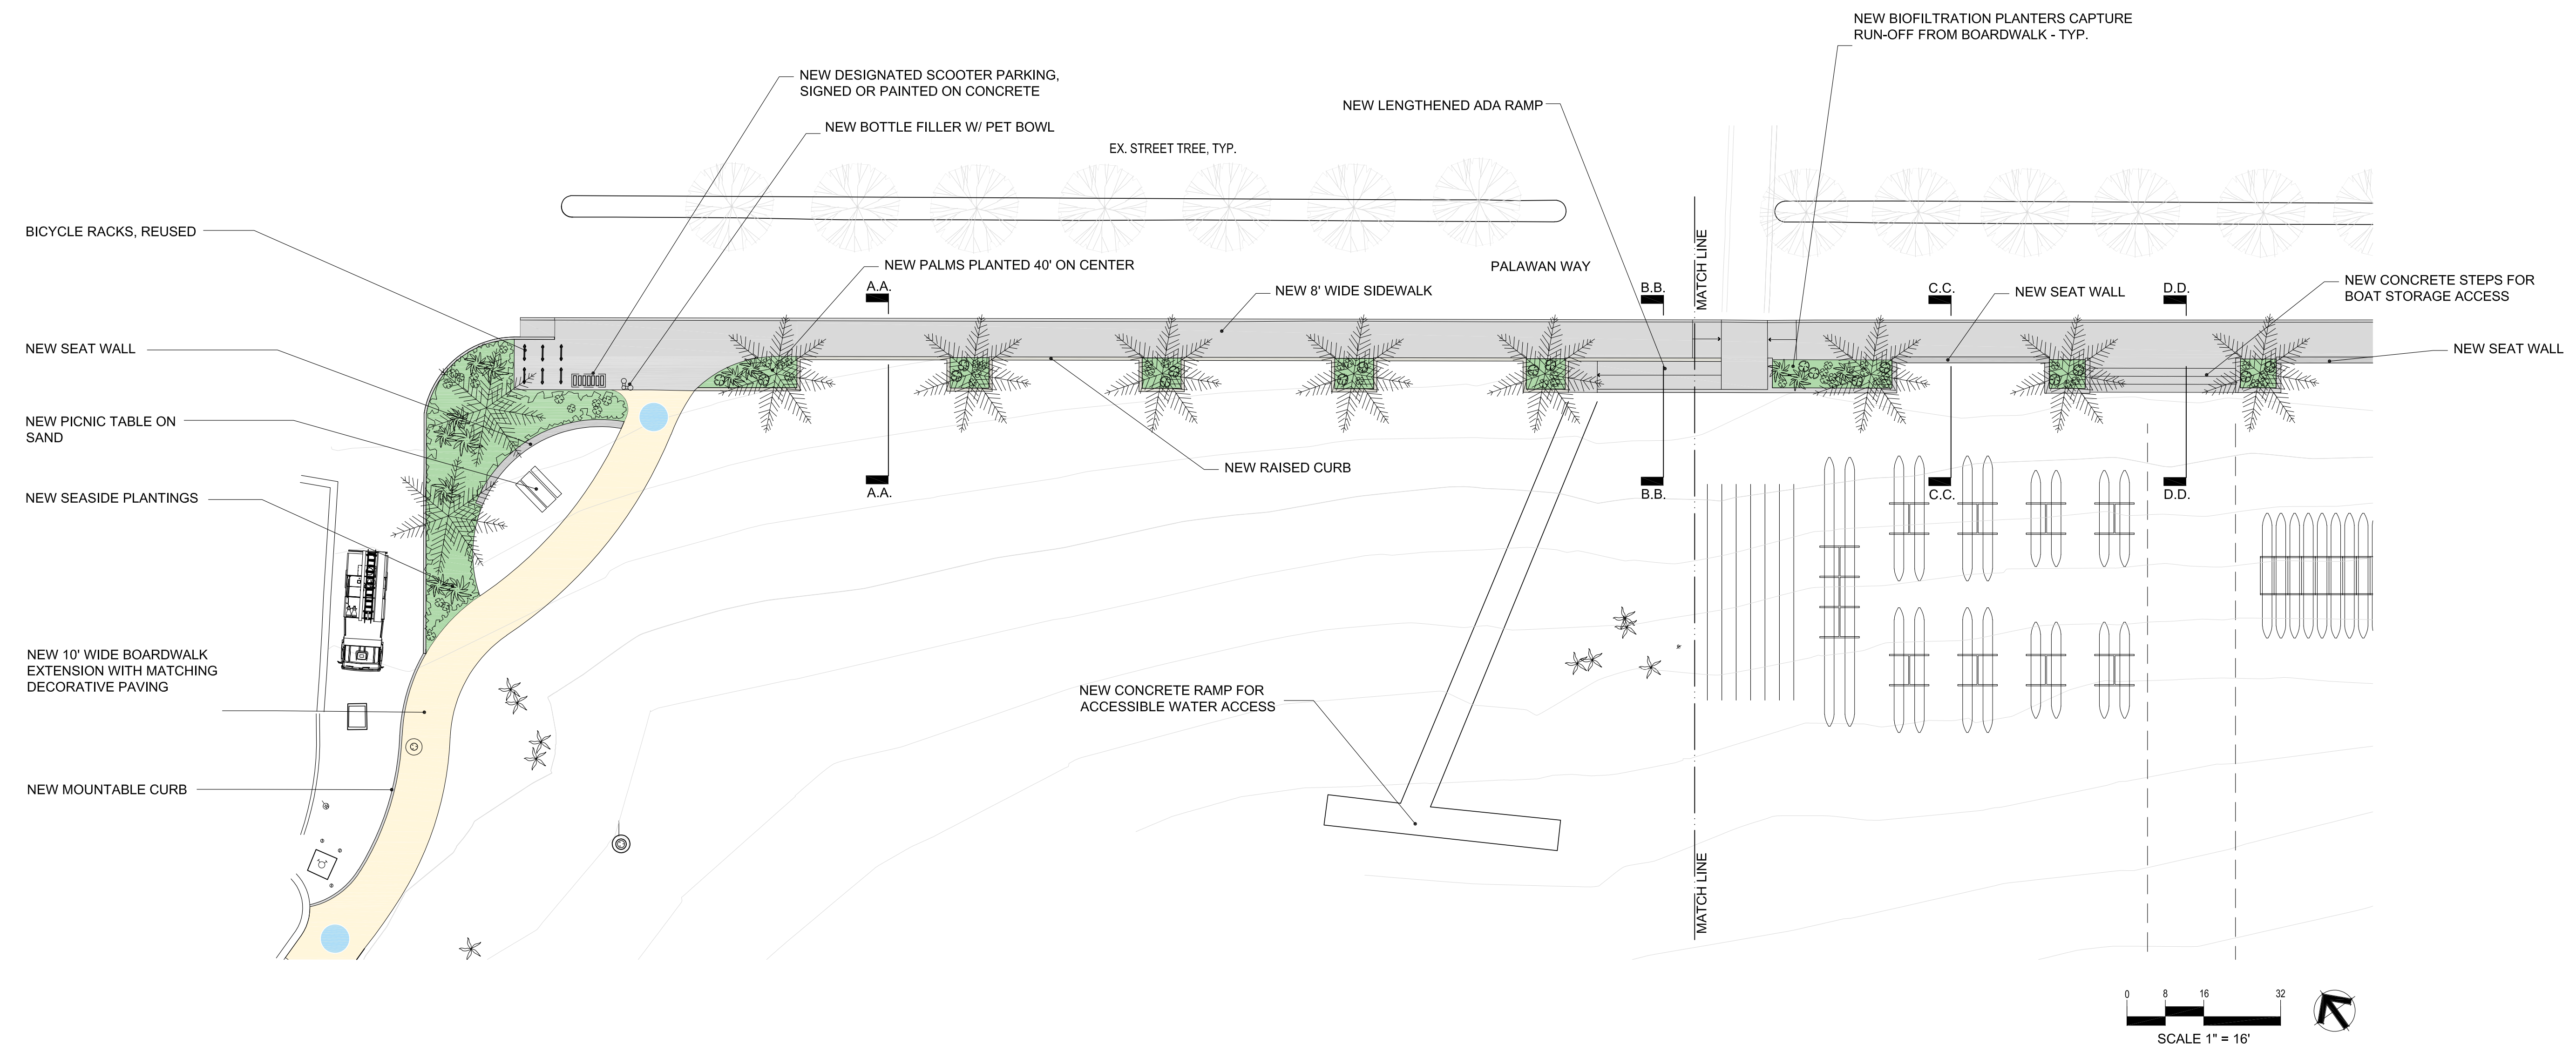 NEW BIOFILTRATION PLANTERS CAPTURE
RUN-OFF FROM BOARDWALK - TYP.
NEW DESIGNATED SCOOTER PARKING,
SIGNED OR PAINTED ON CONCRETE
NEW LENGTHENED ADA RAMP
NEW BOTTLE FILLER W/ PET BOWL
EX. STREET TREE, TYP.
BICYCLE RACKS, REUSED
MATCH LINE
NEW PALMS PLANTED 40' ON CENTER
PALAWAN WAY
NEW CONCRETE STEPS FOR
BOAT STORAGE ACCESS
A.A.
B.B.
C.C.
D.D.
NEW 8' WIDE SIDEWALK
NEW SEAT WALL
NEW SEAT WALL
NEW SEAT WALL
NEW PICNIC TABLE ON
SAND
NEW RAISED CURB
A.A.
B.B.
C.C.
D.D.
NEW SEASIDE PLANTINGS
NEW 10' WIDE BOARDWALK
EXTENSION WITH MATCHING
DECORATIVE PAVING
NEW CONCRETE RAMP FOR
ACCESSIBLE WATER ACCESS
NEW MOUNTABLE CURB
MATCH LINE
0 8 16 32
SCALE 1" = 16'